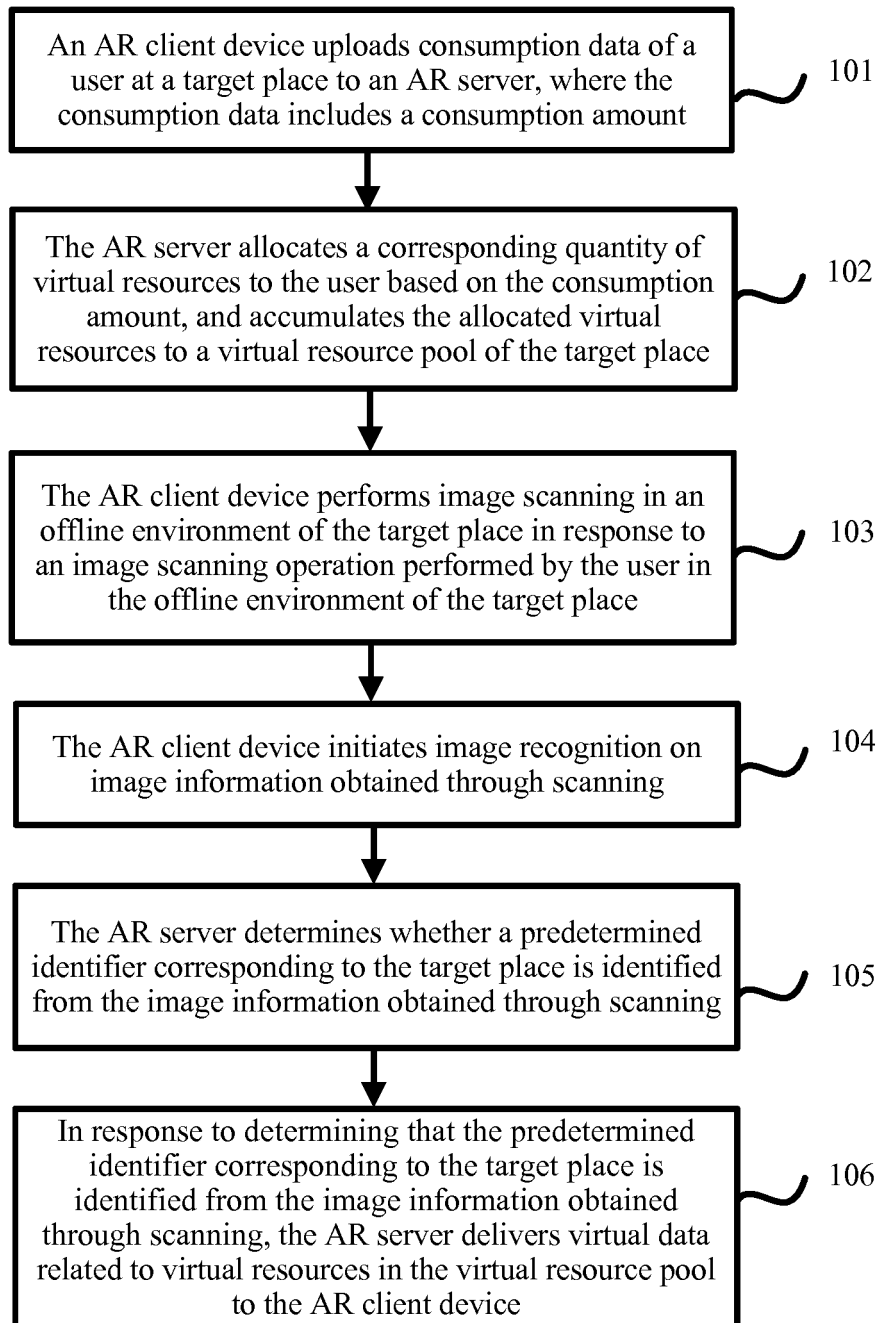 An AR client device uploads consumption data of a
user at a target place to an AR server, where the
consumption data includes a consumption amount
101
The AR server allocates a corresponding quantity of
virtual resources to the user based on the consumption
amount, and accumulates the allocated virtual
resources to a virtual resource pool of the target place
102
The AR client device performs image scanning in an
offline environment of the target place in response to
an image scanning operation performed by the user in
the offline environment of the target place
103
The AR client device initiates image recognition on
image information obtained through scanning
104
The AR server determines whether a predetermined
identifier corresponding to the target place is identified
from the image information obtained through scanning
105
In response to determining that the predetermined
identifier corresponding to the target place is
identified from the image information obtained
through scanning, the AR server delivers virtual data
related to virtual resources in the virtual resource pool
to the AR client device
106